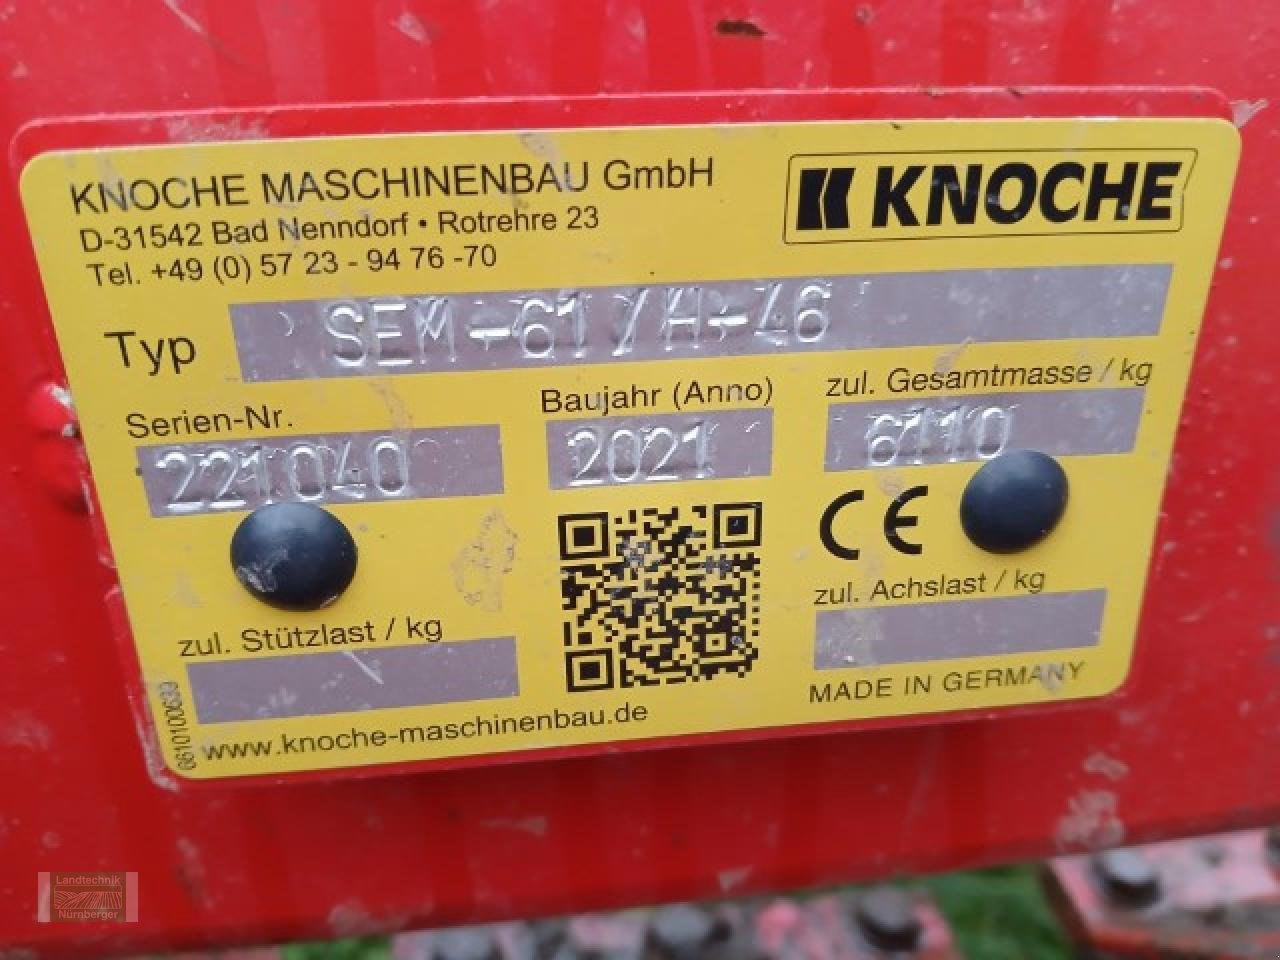 KNOCHE MASCHINENBAU GmbH
D-31542 Bad Nenndorf • Rotrehre 23
Tel. +49 (0) 57 23 - 94 76 -70
KNOCHE
Typ SEM-61/H-46
Serien-Nr. 221040
Baujahr (Anno) 2021
zul. Gesamtmasse / kg 6110
CE
zul. Stützlast / kg
zul. Achslast / kg
MADE IN GERMANY
www.knoche-maschinenbau.de
6610100639
Landtechnik
Nürnberger